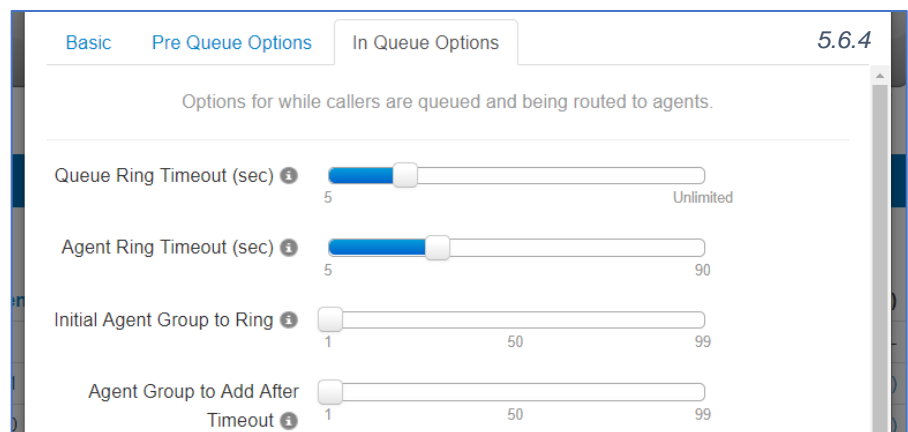 Basic Pre Queue Options In Queue Options 5.6.4
Options for while callers are queued and being routed to agents.
Queue Ring Timeout (sec)
5 Unlimited
Agent Ring Timeout (sec)
5 90
Initial Agent Group to Ring
1 50 99
Agent Group to Add After
Timeout
1 50 99